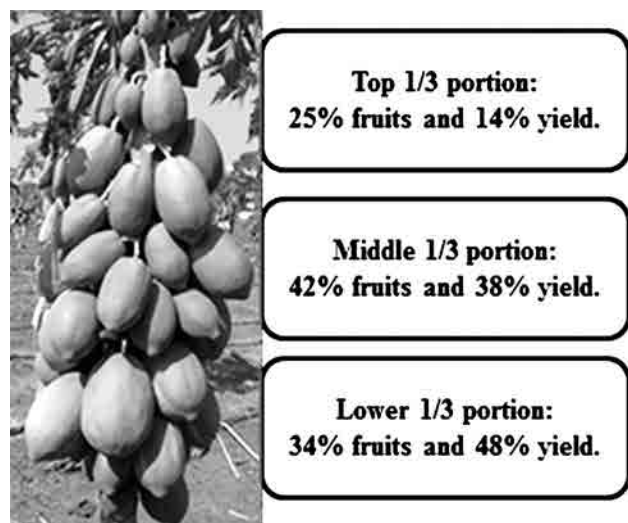 Top 1/3 portion:
25% fruits and 14% yield.
Middle 1/3 portion:
42% fruits and 38% yield.
Lower 1/3 portion:
34% fruits and 48% yield.